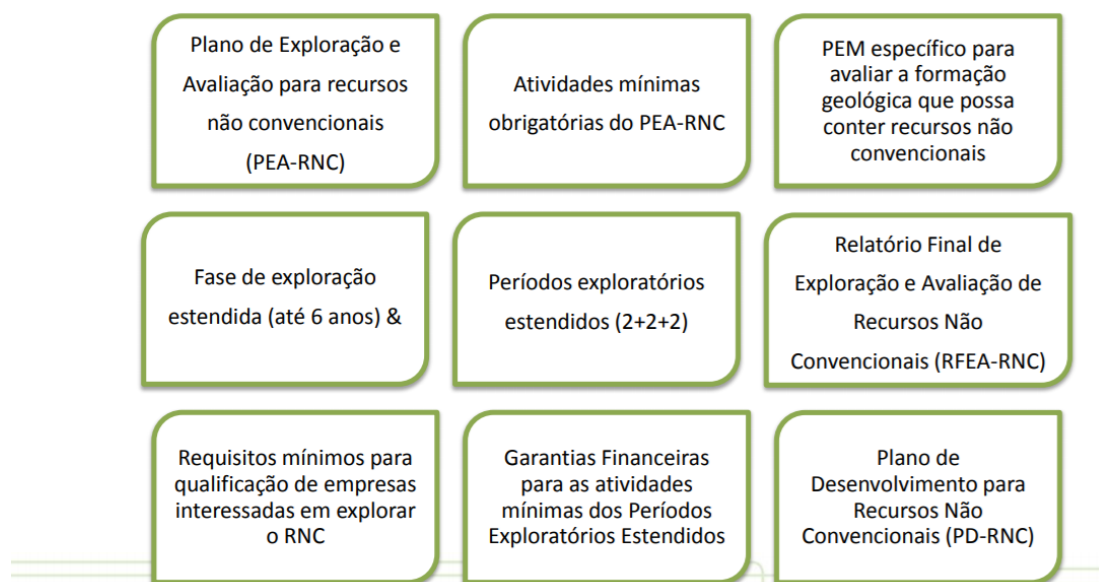 Plano de Exploração e
Avaliação para recursos
não convencionais
(PEA-RNC)
Atividades mínimas
obrigatórias do PEA-RNC
PEM específico para
avaliar a formação
geológica que possa
conter recursos não
convencionais
Fase de exploração
estendida (até 6 anos) &
Períodos exploratórios
estendidos (2+2+2)
Relatório Final de
Exploração e Avaliação de
Recursos Não
Convencionais (RFEA-RNC)
Requisitos mínimos para
qualificação de empresas
interessadas em explorar
o RNC
Garantias Financeiras
para as atividades
mínimas dos Períodos
Exploratórios Estendidos
Plano de
Desenvolvimento para
Recursos Não
Convencionais (PD-RNC)